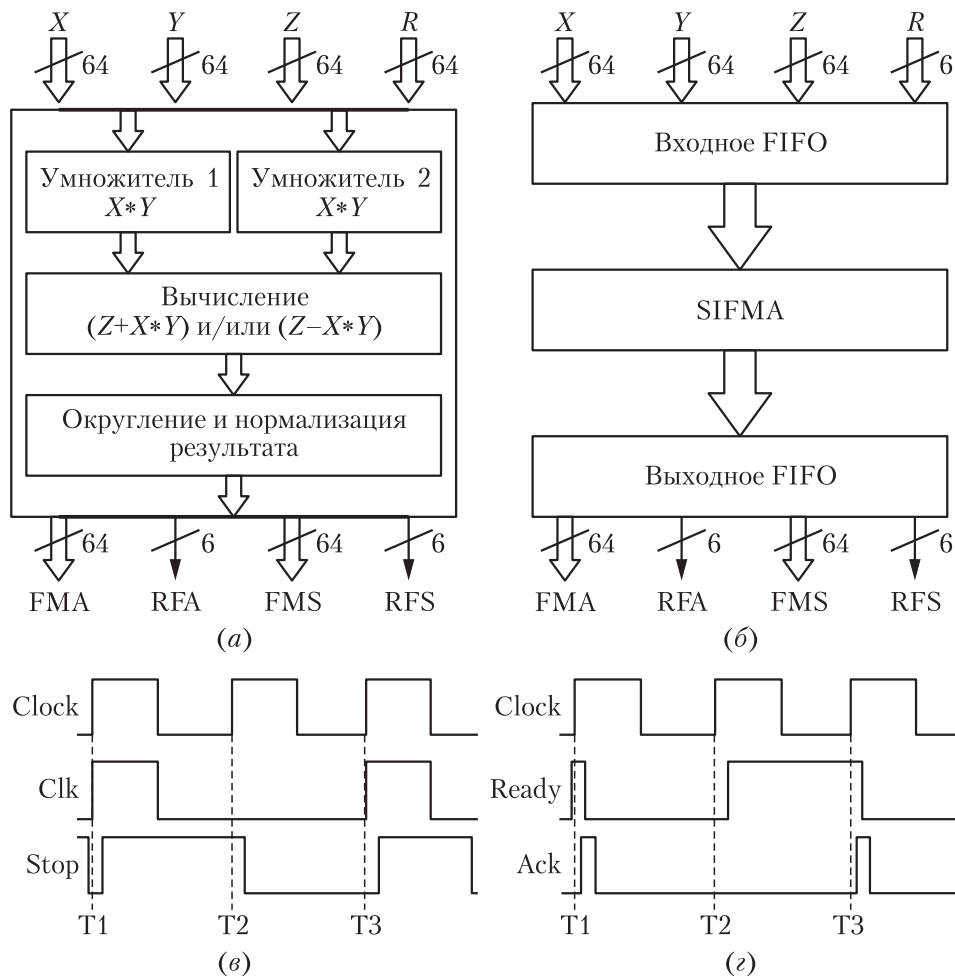 X Y Z R
64 64 64 64
Умножитель 1
X*Y
Умножитель 2
X*Y
Вычисление
(Z+X*Y) и/или (Z–X*Y)
Округление и нормализация
результата
64 6 64 6
FMA RFA FMS RFS
(а)
X Y Z R
64 64 64 6
Входное FIFO
SIFMA
Выходное FIFO
64 6 64 6
FMA RFA FMS RFS
(б)
Clock
Clk
Stop
T1 T2 T3
(в)
Clock
Ready
Ack
T1 T2 T3
(г)